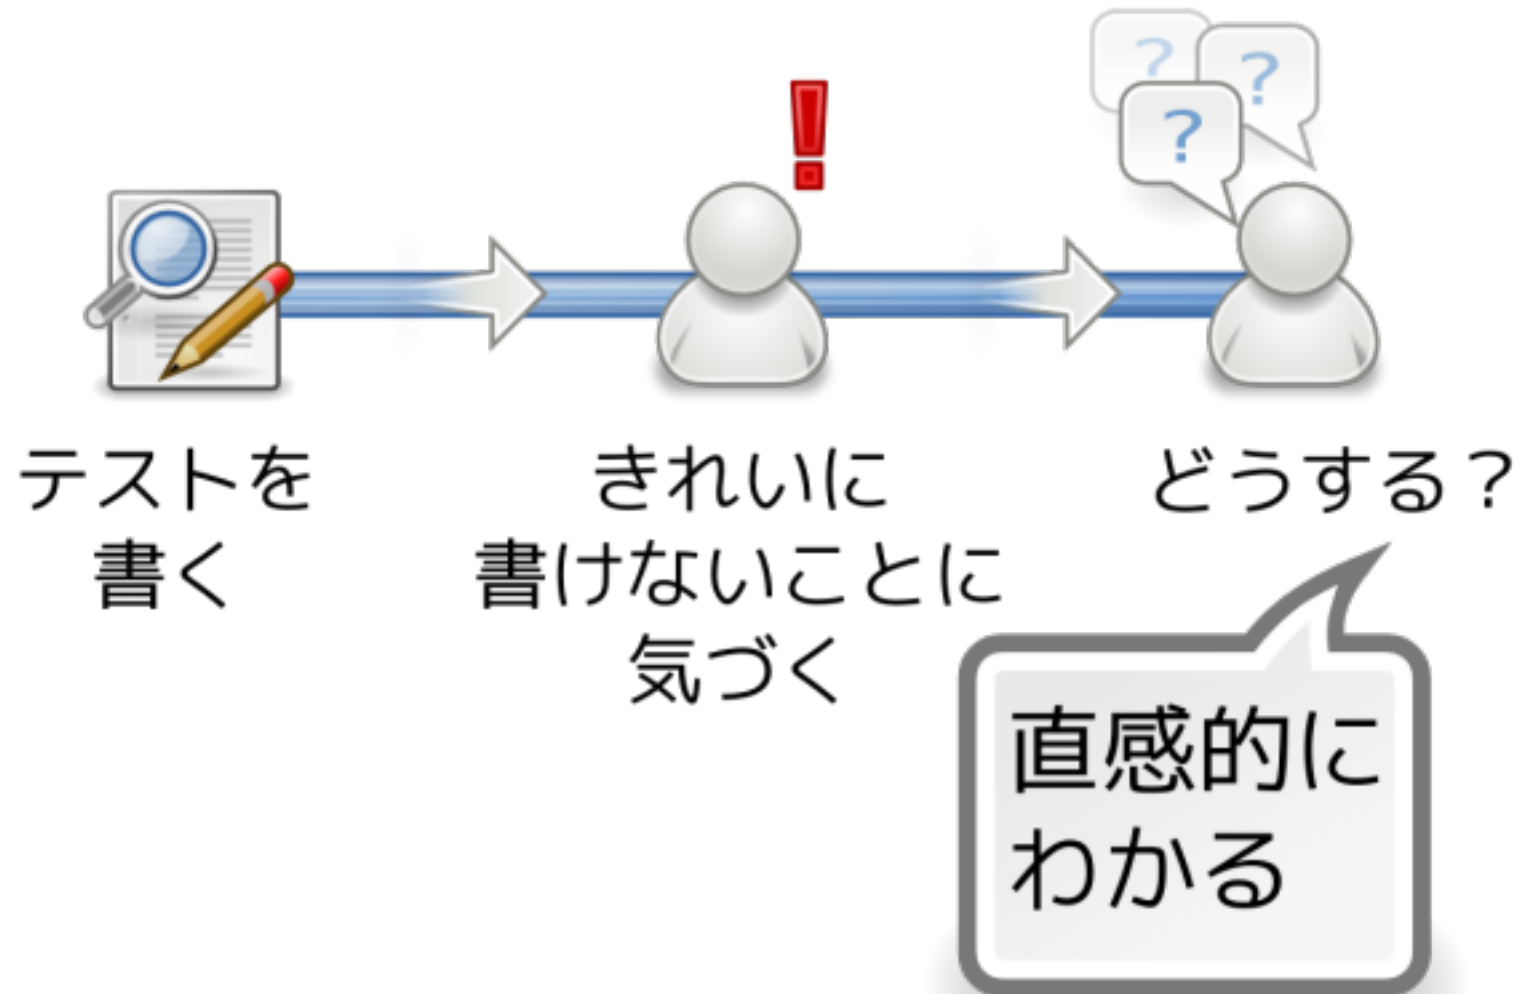 ?
?
?
テストを
書く
きれいに
書けないことに
気づく
どうする？
直感的に
わかる